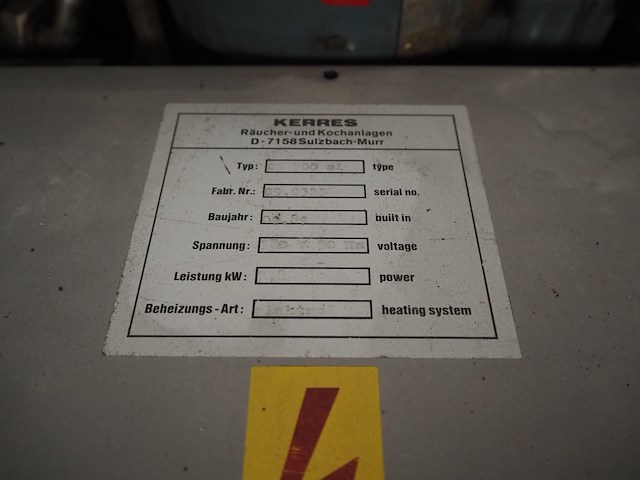 KERRES
Räucher-und Kochanlagen
D-7158 Sulzbach-Murr
Typ: type
Fabr. Nr.: serial no.
Baujahr: built in
Spannung: voltage
Leistung kW: power
Beheizungs-Art: heating system